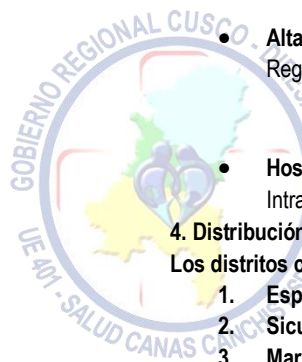 GOBIERNO REGIONAL CUSCO
UE 401 - SALUD CANAS CANCHIS
• Alta
Reg
• Hos
Intra
4. Distribución
Los distritos
1. Esp
2. Sicu
3. Mar